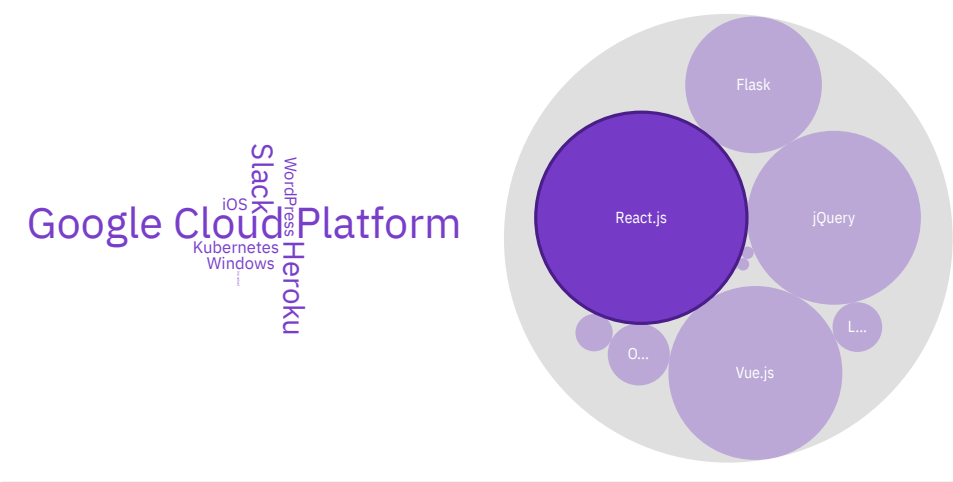 Slack
WordPress
iOS
Google Cloud Platform
Kubernetes
Windows
Heroku
Flask
React.js
jQuery
L...
O...
Vue.js